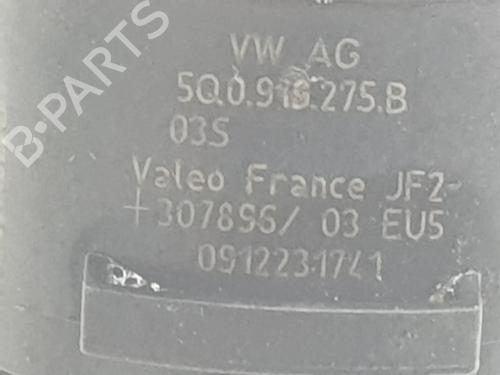 B-PARTS
VW AG
5Q0.919.275.B
03S
Valeo France JF2-
+307896/ 03 EU5
0912231741